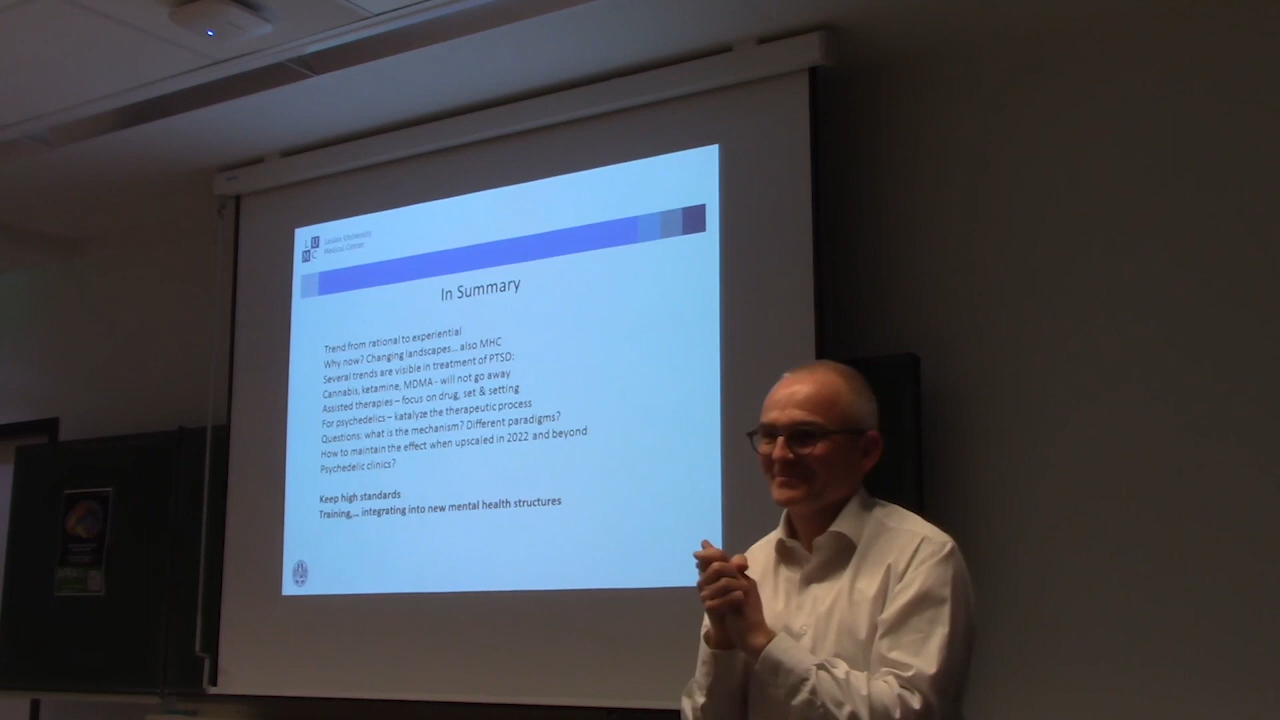 L U
M C
Leiden University
Medical Center
In Summary
Trend from rational to experiential
Why now? Changing landscapes... also MHC
Several trends are visible in treatment of PTSD:
Cannabis, ketamine, MDMA - will not go away
Assisted therapies – focus on drug, set & setting
For psychedelics – katalyze the therapeutic process
Questions: what is the mechanism? Different paradigms?
How to maintain the effect when upscaled in 2022 and beyond
Psychedelic clinics?
Keep high standards
Training,... integrating into new mental health structures